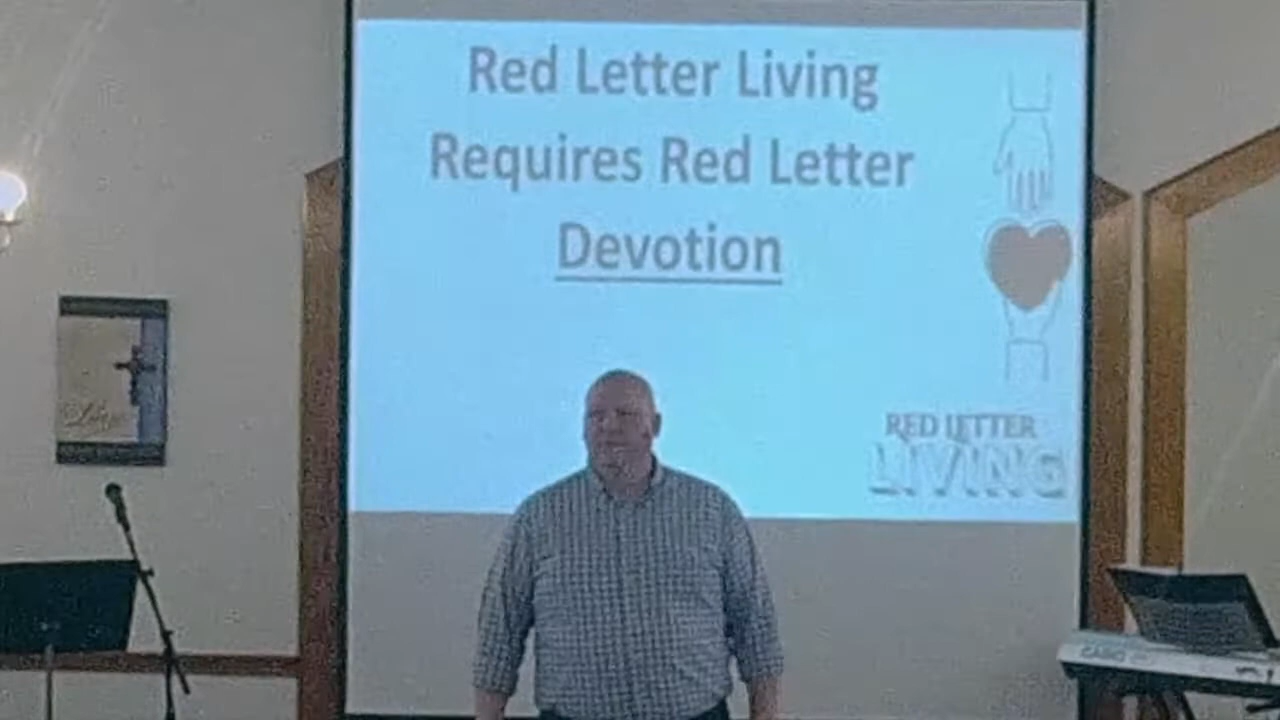 Red Letter Living
Requires Red Letter
Devotion
RED LETTER
LIVING